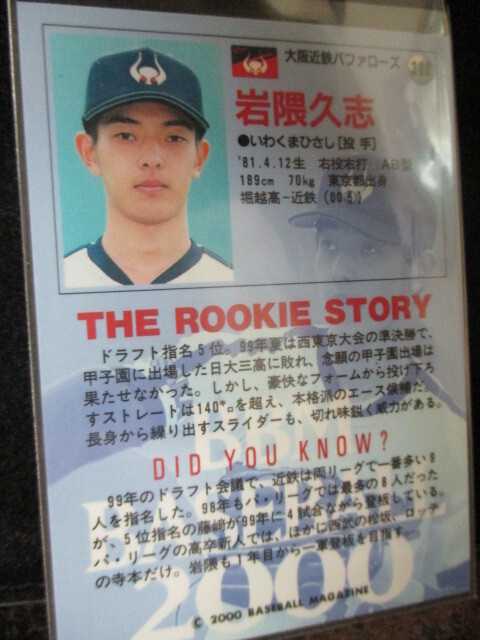 大阪近鉄バファローズ
398
岩隈久志
●いわくまひさし[投手]
'81.4.12生 右投右打 AB型
189cm 70kg 東京都出身
堀越高−近鉄(00⑤)
THE ROOKIE STORY
ドラフト指名5位。99年夏は西東京大会の準決勝で、
甲子園に出場した日大三高に敗れ、念願の甲子園出場は
果たせなかった。しかし、豪快なフォームから投げ下ろ
すストレートは140㌔を超え、本格派のエース候補だ。
長身から繰り出すスライダーも、切れ味鋭く威力がある。
DID YOU KNOW?
99年のドラフト会議で、近鉄は両リーグで一番多い9
人を指名した。98年もパ・リーグでは最多の8人だった
が、5位指名の藤﨑が99年に4試合ながら登板している。
パ・リーグの高卒新人では、ほかに西武の松坂、ロッテ
の寺本だけ。岩隈も1年目から一軍登板を目指す。
BBM
2000
© 2000 BASEBALL MAGAZINE